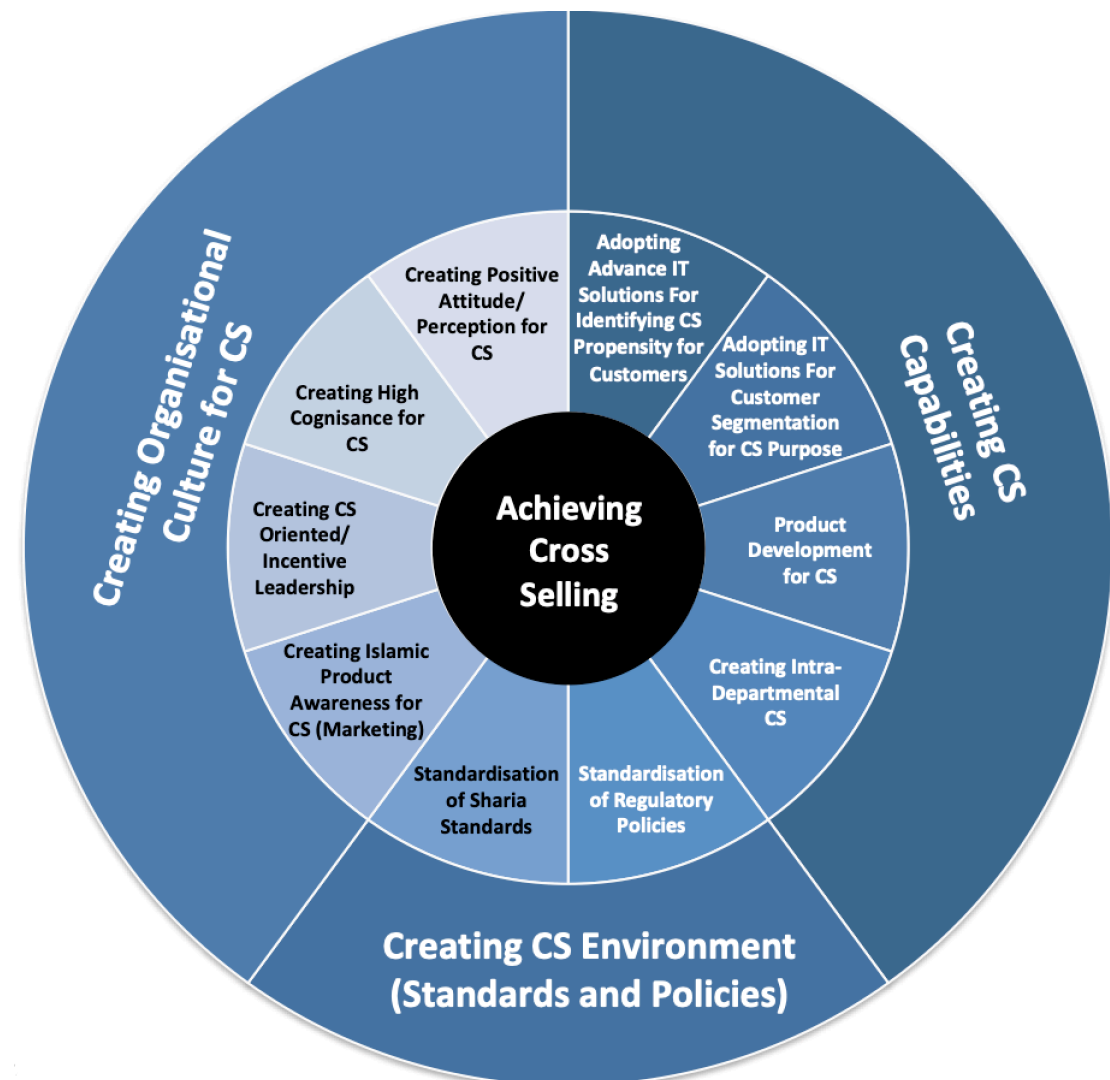 Achieving
Cross
Selling
Creating CS
Capabilities
Adopting
Advance IT
Solutions For
Identifying CS
Propensity for
Customers
Adopting IT
Solutions For
Customer
Segmentation
for CS Purpose
Product
Development
for CS
Creating Intra-
Departmental
CS
Creating CS Environment
(Standards and Policies)
Standardisation
of Regulatory
Policies
Standardisation
of Sharia
Standards
Creating Organisational
Culture for CS
Creating Islamic
Product
Awareness for
CS (Marketing)
Creating CS
Oriented/
Incentive
Leadership
Creating High
Cognisance for
CS
Creating Positive
Attitude/
Perception for
CS